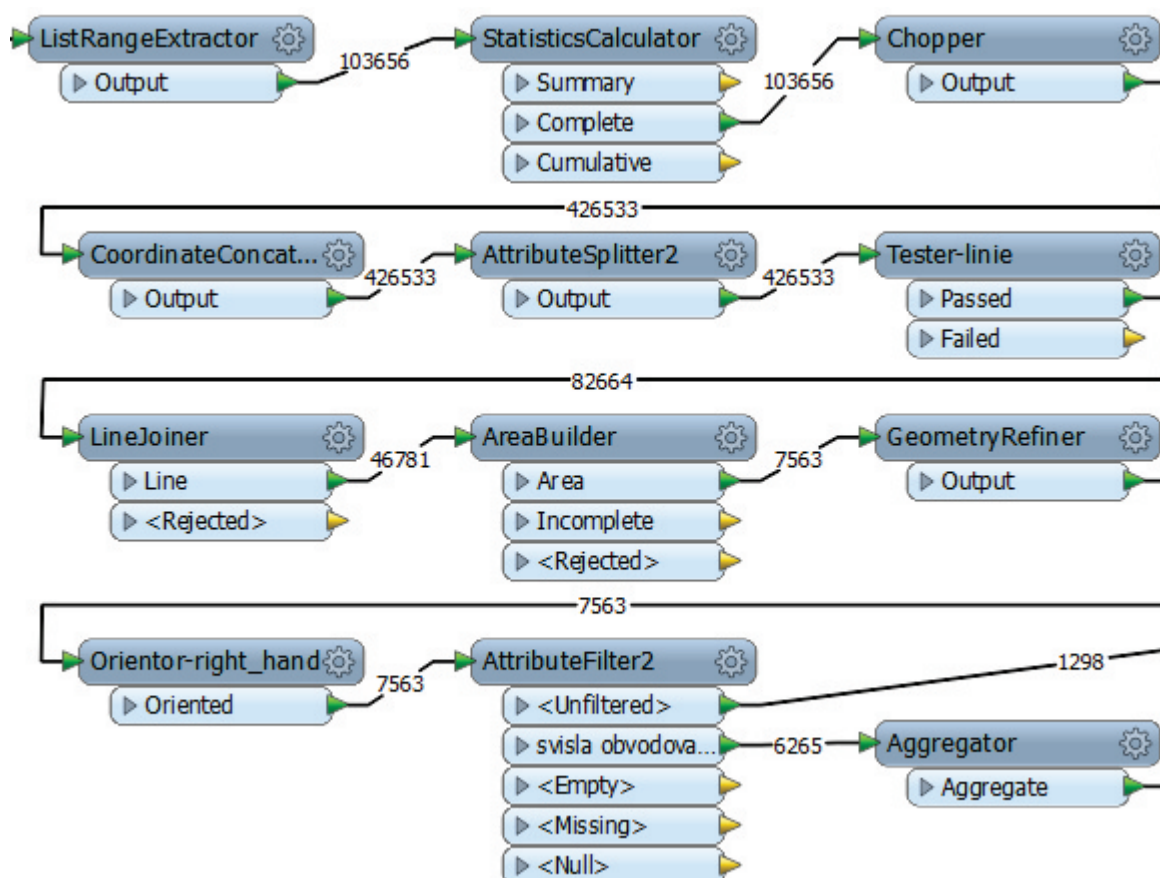 ListRangeExtractor
Output
103656
StatisticsCalculator
Summary
Complete
Cumulative
103656
Chopper
Output
426533
CoordinateConcat...
Output
426533
AttributeSplitter2
Output
426533
Tester-linie
Passed
Failed
82664
LineJoiner
Line
<Rejected>
46781
AreaBuilder
Area
Incomplete
<Rejected>
7563
GeometryRefiner
Output
7563
Orientor-right_hand
Oriented
7563
AttributeFilter2
<Unfiltered>
svisla obvodova...
<Empty>
<Missing>
<Null>
1298
6265
Aggregator
Aggregate